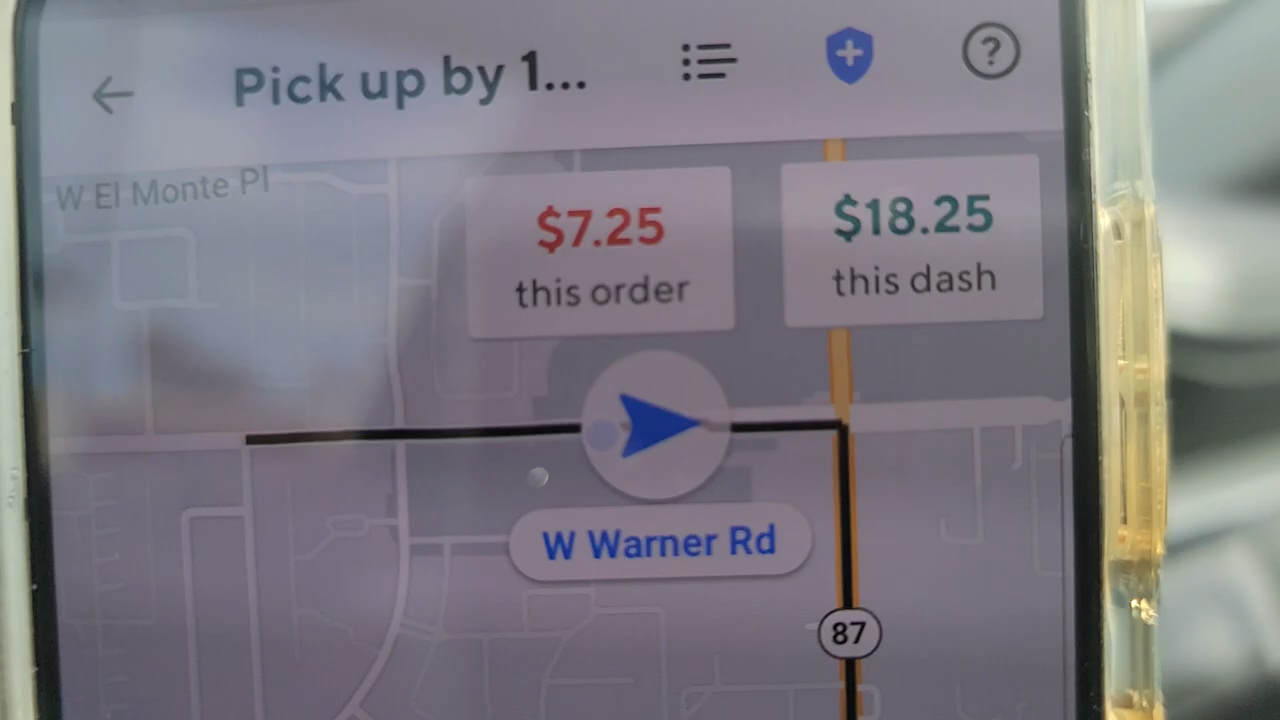 Pick up by 1...
W El Monte Pl
$7.25
this order
$18.25
this dash
W Warner Rd
87